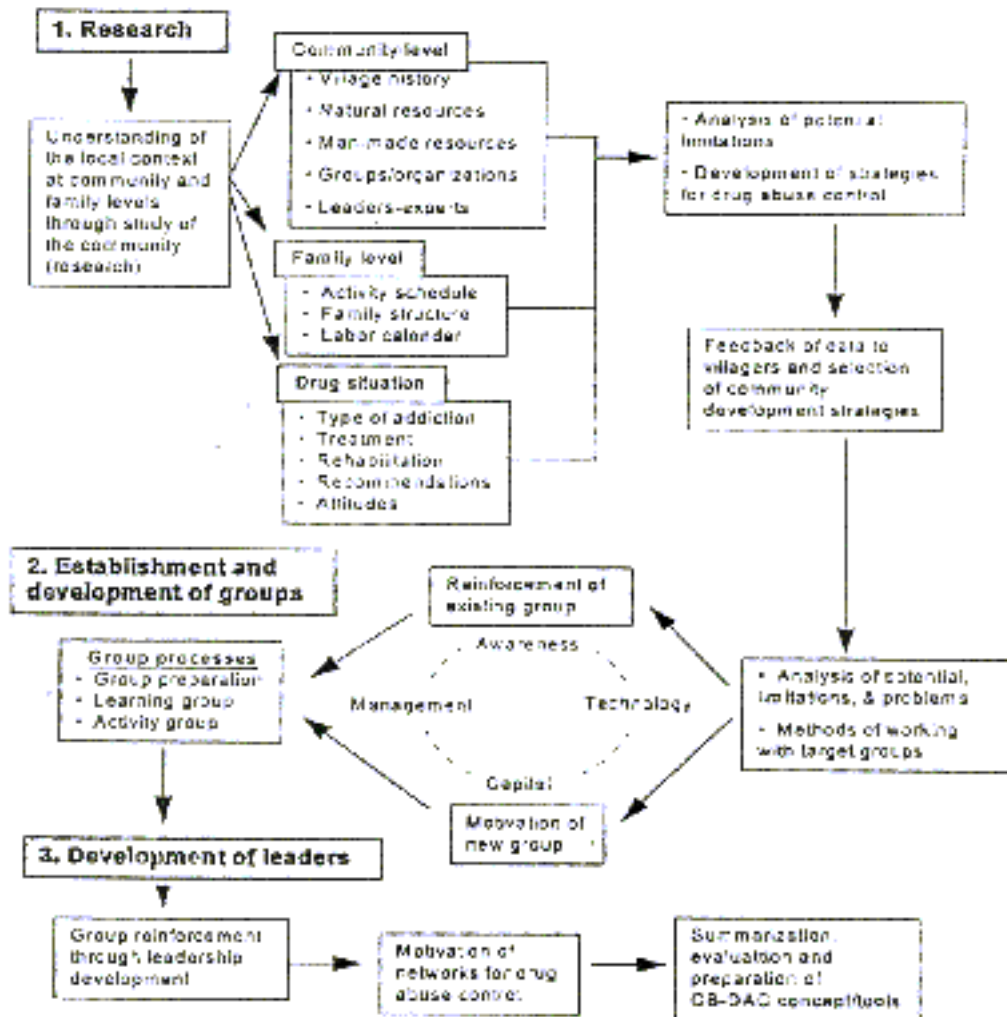 1. Research
Understanding of
the local context
at community and
family levels
through study of
the community
(research)
Community-level
· Village history
· Natural resources
· Man-made resources
· Groups/organizations
· Leaders-experts
Family level
· Activity schedule
· Family structure
· Labor calender
Drug situation
· Type of addiction
· Treatment
· Rehabilitation
· Recommendations
· Attitudes
· Analysis of potential
limitations
· Development of strategies
for drug abuse control
Feedback of data to
villagers and selection
of community
development strategies
· Analysis of potential,
limitations, & problems
· Methods of working
with target groups
2. Establishment and
development of groups
Reinforcement of
existing group
Awareness
Management
Technology
Capital
Motivation of
new group
Group processes
· Group preparation
· Learning group
· Activity group
3. Development of leaders
Group reinforcement
through leadership
development
Motivation of
networks for drug
abuse control
Summarization,
evaluation and
preparation of
CB-DAC concept/tools